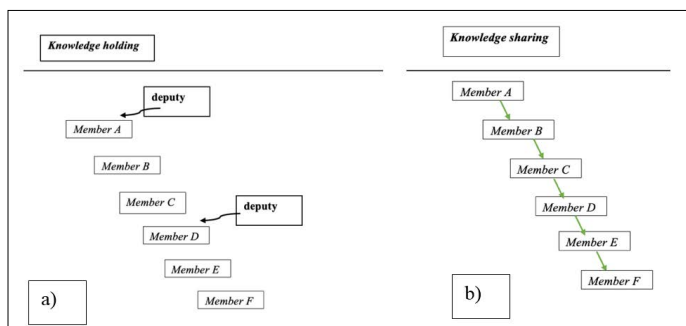 Knowledge holding
deputy
Member A
Member B
Member C
deputy
Member D
Member E
Member F
a)
Knowledge sharing
Member A
Member B
Member C
Member D
Member E
Member F
b)